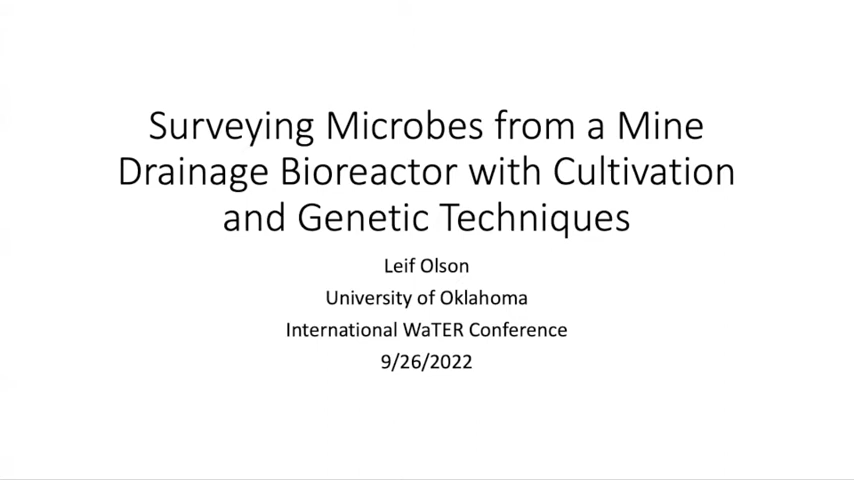 Surveying Microbes from a Mine
Drainage Bioreactor with Cultivation
and Genetic Techniques
Leif Olson
University of Oklahoma
International WaTER Conference
9/26/2022